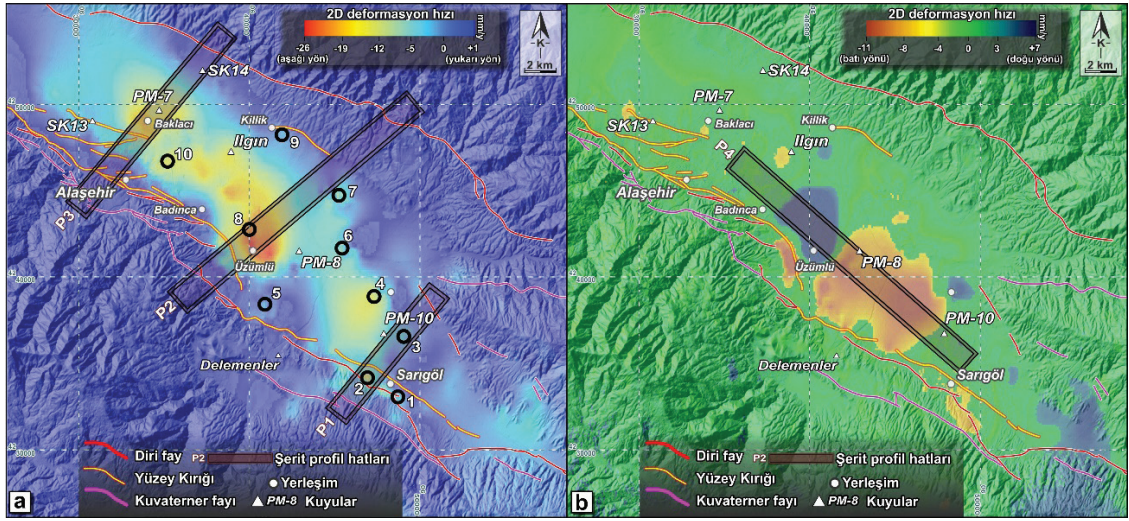 2D deformasyon hızı
mm/y
-26
-19
-12
-4
+1
(aşağı yön)
(yukarı yön)
-K-
2 km
SK14
PM-7
Baklacı
SK13
Killik
9
Ilgın
10
Alaşehir
P3
Badınca
7
8
6
Üzümlü
PM-8
5
4
P2
PM-10
3
Delemenler
2
Sarıgöl
1
P1
Diri fay
P2
Şerit profil hatları
Yüzey Kırığı
Yerleşim
Kuvaterner fayı
PM-8
Kuyular
a
2D deformasyon hızı
mm/y
-11
-8
-2
+3
+7
(batı yönü)
(doğu yönü)
-K-
2 km
SK14
PM-7
SK13
Baklacı
Killik
Ilgın
P4
Alaşehir
Badınca
PM-8
Üzümlü
PM-10
Delemenler
Sarıgöl
Diri fay
P2
Şerit profil hatları
Yüzey Kırığı
Yerleşim
Kuvaterner fayı
PM-8
Kuyular
b